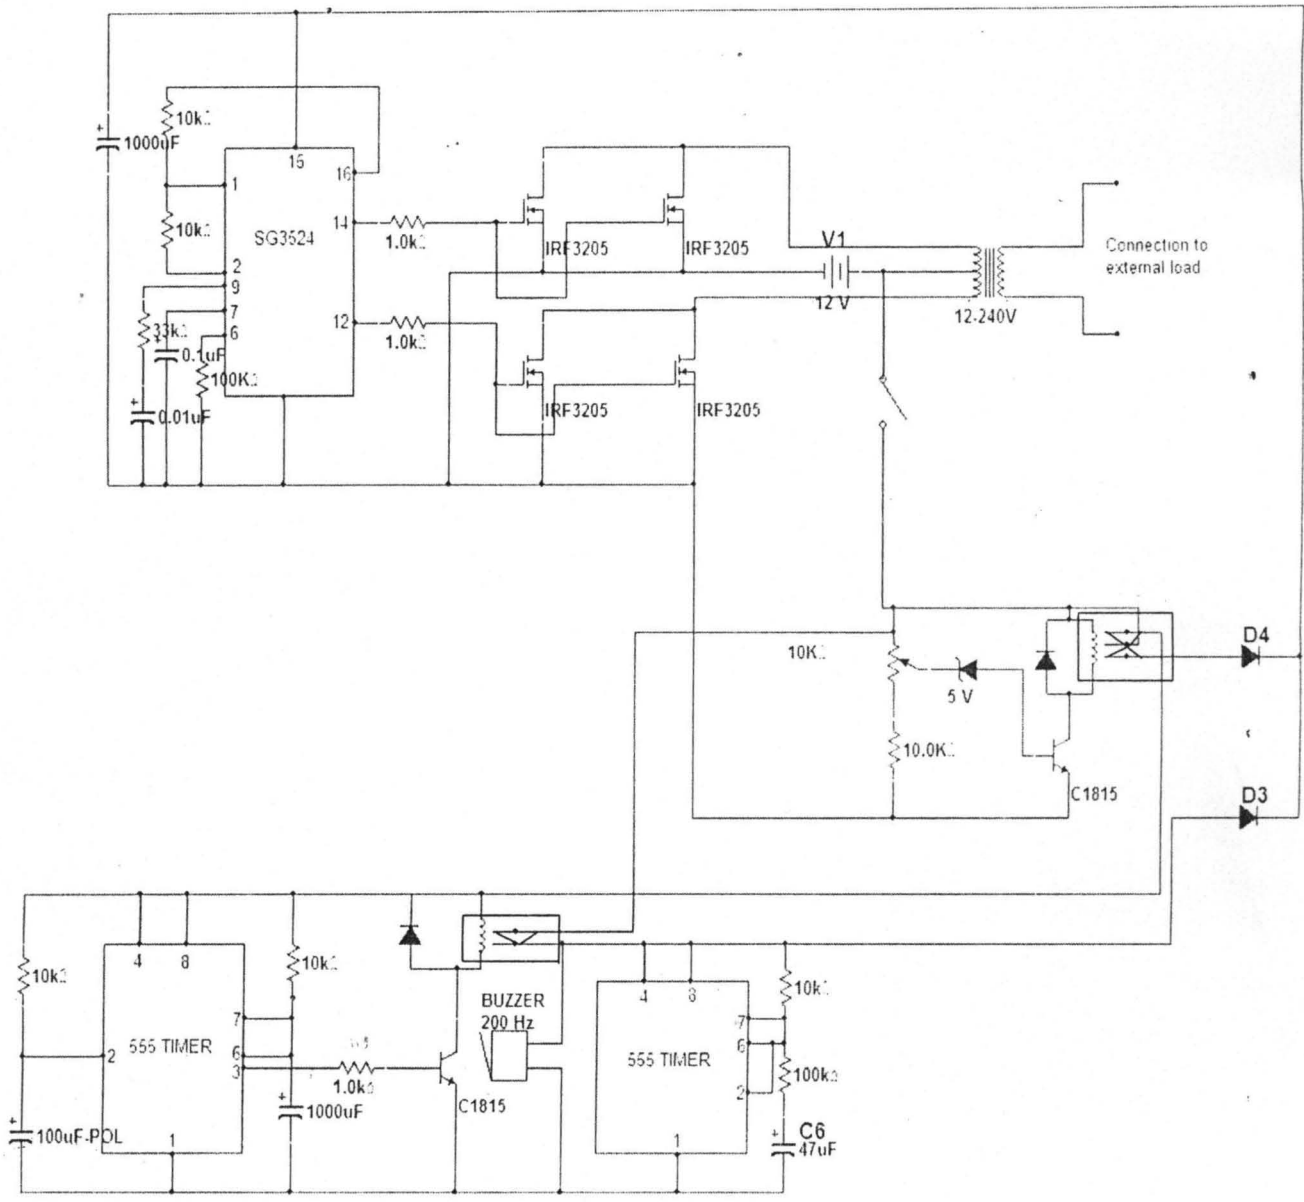 10kΩ
1000uF
15
16
1
14
10kΩ
SG3524
1.0kΩ
IRF3205
IRF3205
V1
12 V
Connection to
external load
12-240V
2
9
7
6
33kΩ
0.1uF
100KΩ
0.01uF
12
1.0kΩ
IRF3205
IRF3205
10KΩ
5 V
D4
10.0KΩ
C1815
D3
10kΩ
4
8
10kΩ
7
2
555 TIMER
6
3
1.0kΩ
1000uF
100uF-POL
1
C1815
BUZZER
200 Hz
4
8
10kΩ
7
555 TIMER
6
100kΩ
2
1
C6
47uF